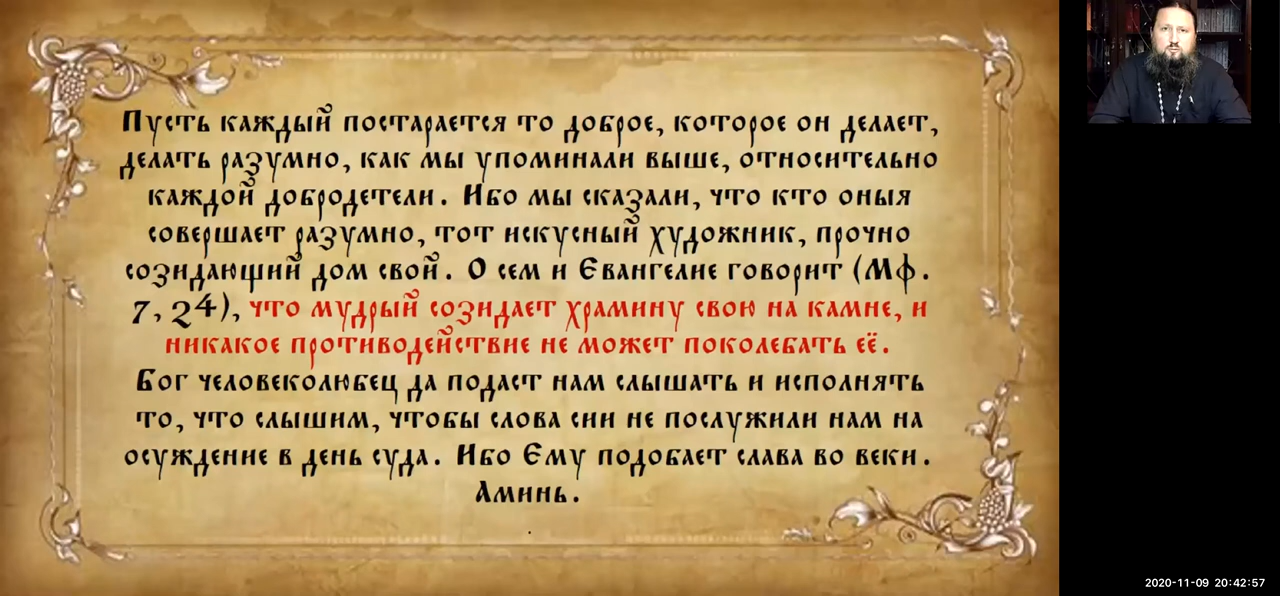 Пусть каждый постарается то доброе, которое он делает,
делать разумно, как мы упоминали выше, относительно
каждой добродетели. Ибо мы сказали, что кто оныя
совершает разумно, тот искусный художник, прочно
созидающий дом свой. О сем и Евангелие говорит (Мф.
7, 24), что мудрый созидает храмину свою на камне, и
никакое противодействие не может поколебать её.
Бог человеколюбец да подаст нам слышать и исполнять
то, что слышим, чтобы слова сии не послужили нам на
осуждение в день суда. Ибо Ему подобает слава во веки.
Аминь.
.
2020-11-09 20:42:57